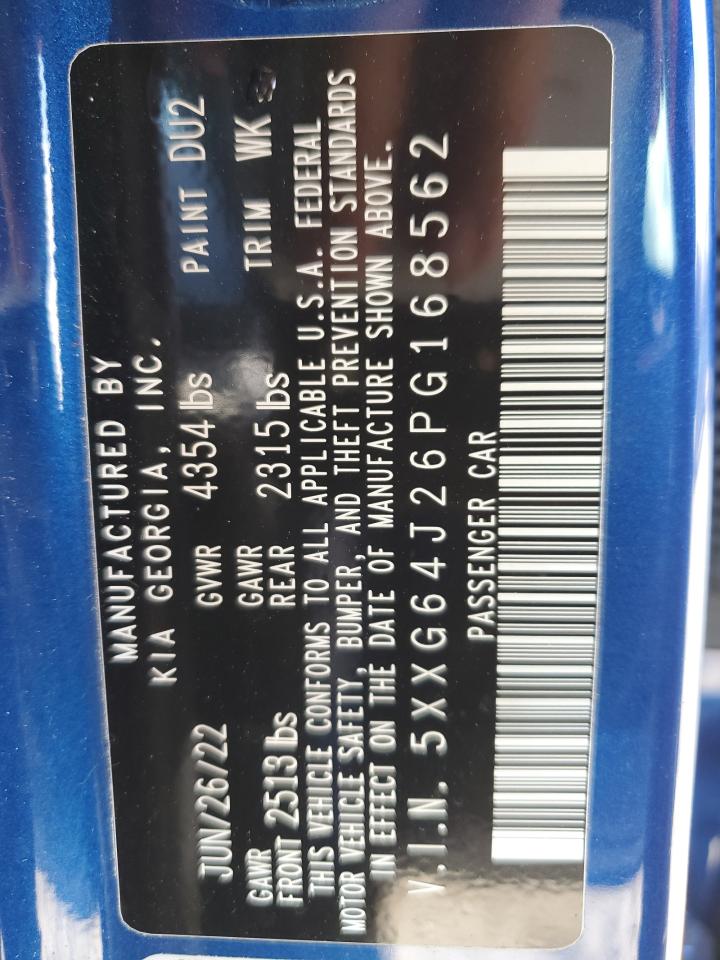 MANUFACTURED BY
KIA GEORGIA, INC.
JUN/26/22 GVWR 4354 lbs PAINT DU2
GAWR FRONT 2513 lbs GAWR REAR 2315 lbs TRIM WK
THIS VEHICLE CONFORMS TO ALL APPLICABLE U.S.A. FEDERAL
MOTOR VEHICLE SAFETY, BUMPER, AND THEFT PREVENTION STANDARDS
IN EFFECT ON THE DATE OF MANUFACTURE SHOWN ABOVE.
V.I.N. 5XXG64J26PG168562
PASSENGER CAR